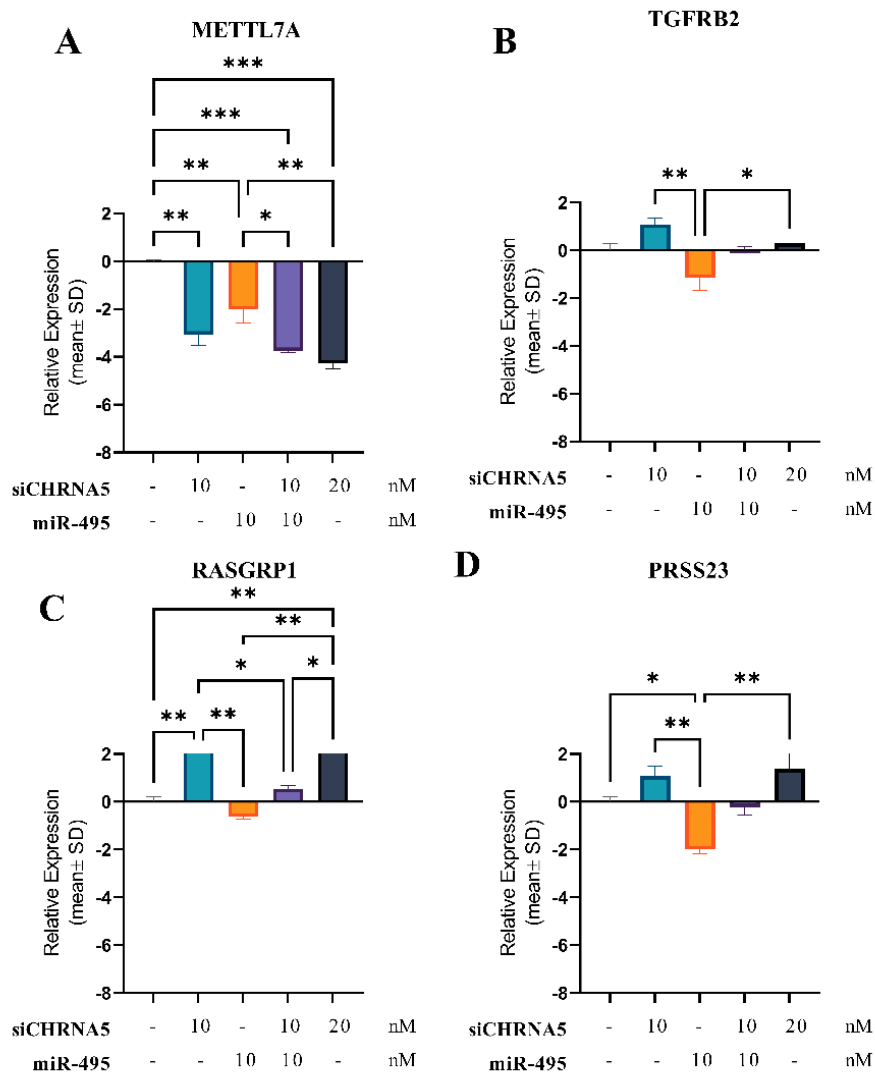 A
METTL7A
***
***
**
**
**
*
2
0
-2
-4
-6
-8
Relative Expression
(mean± SD)
siCHRNA5 - 10 - 10 20 nM
miR-495 - - 10 10 - nM
B
TGFRB2
**
*
2
0
-2
-4
-6
-8
Relative Expression
(mean± SD)
siCHRNA5 - 10 - 10 20 nM
miR-495 - - 10 10 - nM
C
RASGRP1
**
**
*
*
**
**
2
0
-2
-4
-6
-8
Relative Expression
(mean± SD)
siCHRNA5 - 10 - 10 20 nM
miR-495 - - 10 10 - nM
D
PRSS23
*
**
**
2
0
-2
-4
-6
-8
Relative Expression
(mean± SD)
siCHRNA5 - 10 - 10 20 nM
miR-495 - - 10 10 - nM